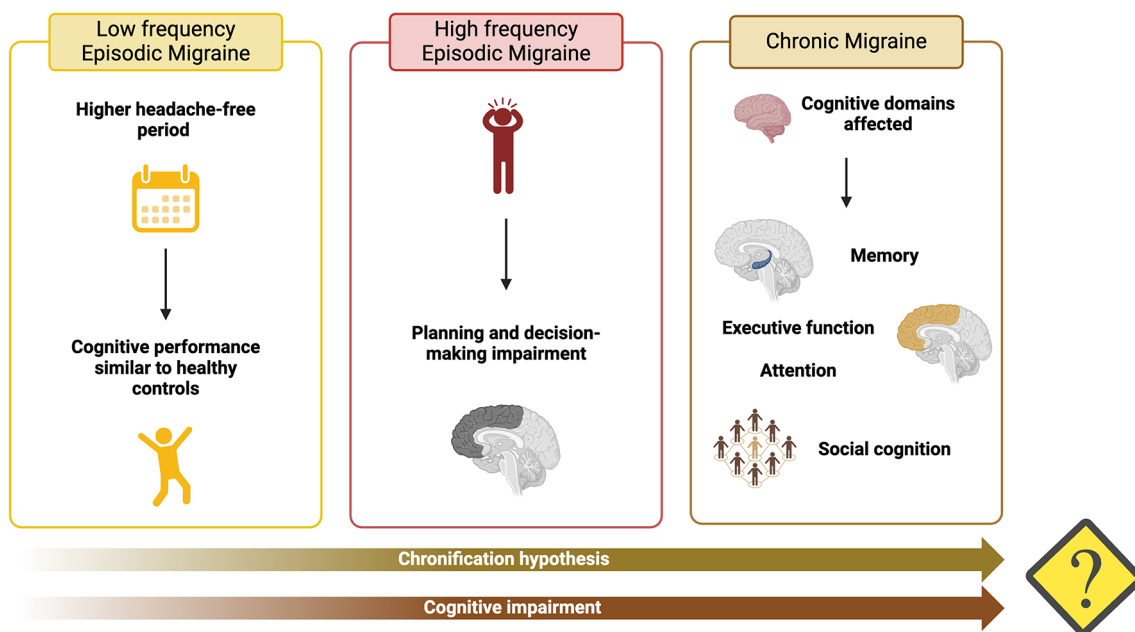 Low frequency
Episodic Migraine
Higher headache-free
period
Cognitive performance
similar to healthy
controls
High frequency
Episodic Migraine
Planning and decision-
making impairment
Chronic Migraine
Cognitive domains
affected
Memory
Executive function
Attention
Social cognition
Chronification hypothesis
Cognitive impairment
?